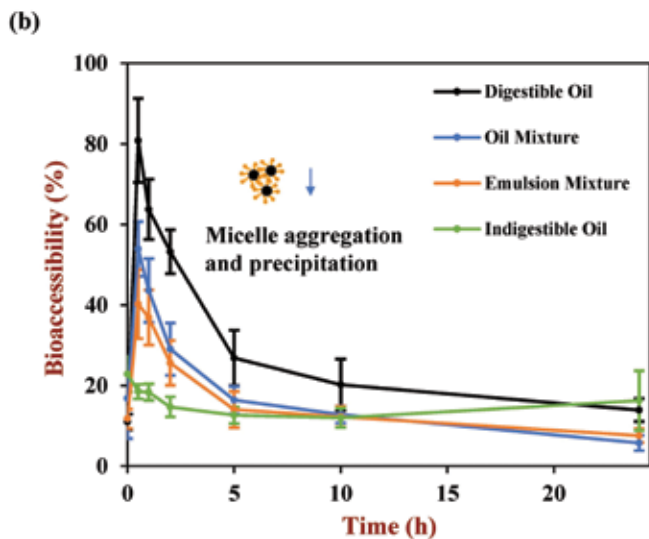 (b)
100
80
60
40
20
0
Bioaccessibility (%)
Digestible Oil
Oil Mixture
Emulsion Mixture
Indigestible Oil
Micelle aggregation
and precipitation
0 5 10 15 20
Time (h)